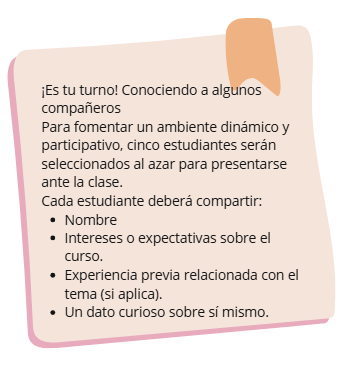 ¡Es tu turno! Conociendo a algunos
compañeros
Para fomentar un ambiente dinámico y
participativo, cinco estudiantes serán
seleccionados al azar para presentarse
ante la clase.
Cada estudiante deberá compartir:
• Nombre
• Intereses o expectativas sobre el
curso.
• Experiencia previa relacionada con el
tema (si aplica).
• Un dato curioso sobre sí mismo.